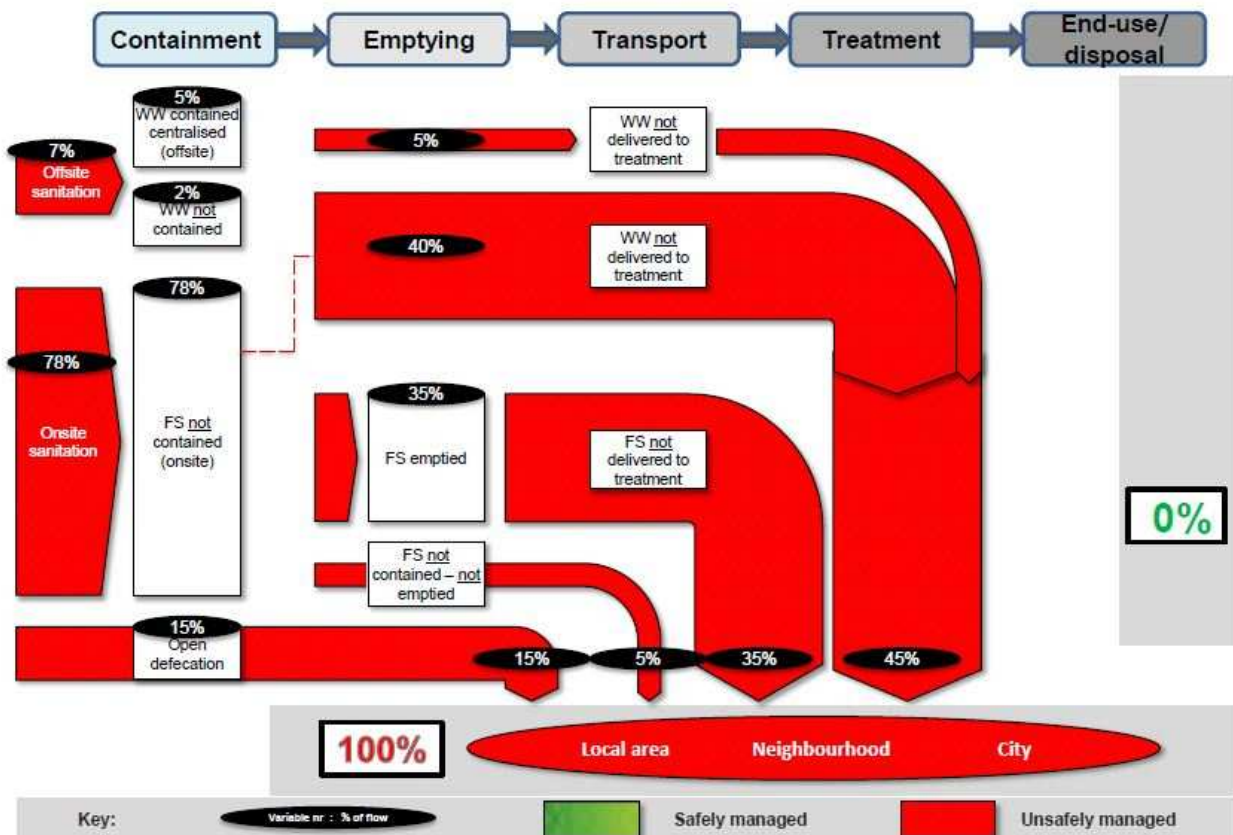 Containment
Emptying
Transport
Treatment
End-use/
disposal
5%
WW contained
centralised
(offsite)
7%
Offsite
sanitation
2%
WW not
contained
5%
WW not
delivered to
treatment
40%
WW not
delivered to
treatment
78%
78%
Onsite
sanitation
FS not
contained
(onsite)
35%
FS emptied
FS not
delivered to
treatment
0%
FS not
contained – not
emptied
15%
Open
defecation
15%
5%
35%
45%
100%
Local area
Neighbourhood
City
Key:
Variable nr : % of flow
Safely managed
Unsafely managed